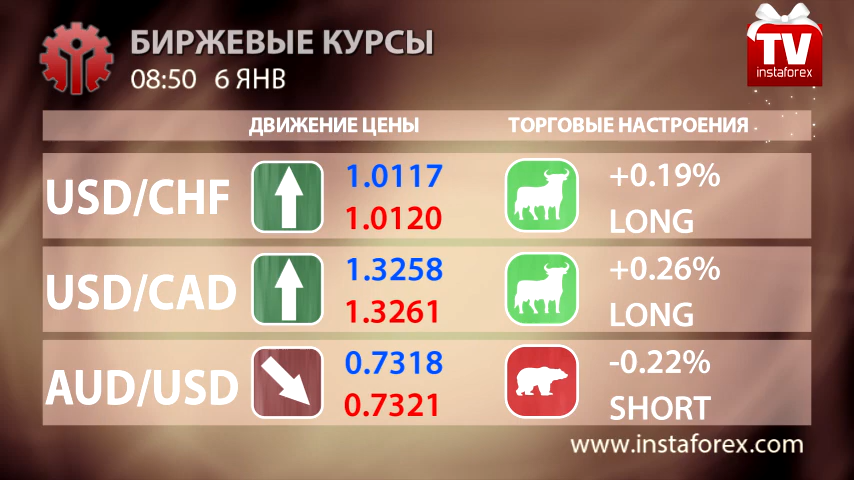 БИРЖЕВЫЕ КУРСЫ
08:50 6 ЯНВ
TV
instaforex
ДВИЖЕНИЕ ЦЕНЫ ТОРГОВЫЕ НАСТРОЕНИЯ
USD/CHF 1.0117 +0.19%
1.0120 LONG
USD/CAD 1.3258 +0.26%
1.3261 LONG
AUD/USD 0.7318 -0.22%
0.7321 SHORT
www.instaforex.com